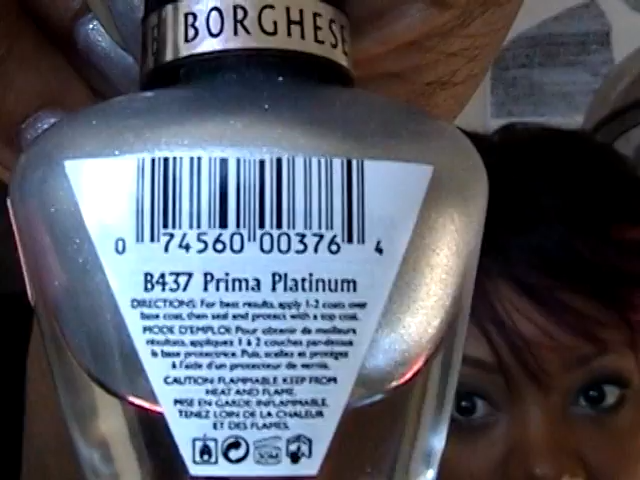 BORGHESE
0 74560 00376 4
B437 Prima Platinum
DIRECTIONS: For best results, apply 1-2 coats over
base coat, then seal and protect with a top coat.
MODE D'EMPLOI: Pour obtenir de meilleurs
résultats, appliquez 1 à 2 couches par-dessus
la base protectrice. Puis, scellez et protégez
à l'aide d'un protecteur de vernis.
CAUTION: FLAMMABLE. KEEP FROM
HEAT AND FLAME.
MISE EN GARDE: INFLAMMABLE.
TENEZ LOIN DE LA CHALEUR
ET DES FLAMES.